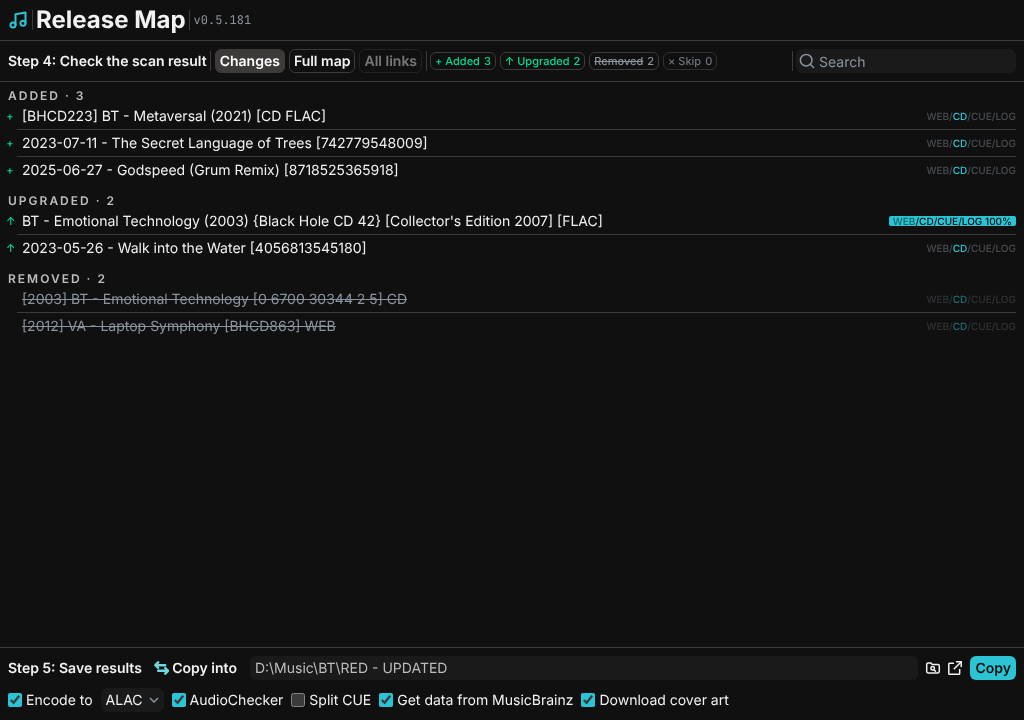 Release Map v0.5.181
Step 4: Check the scan result Changes Full map All links + Added 3 ↑ Upgraded 2 Removed 2 × Skip 0 Search
ADDED · 3
+ [BHCD223] BT - Metaversal (2021) [CD FLAC] WEB/CD/CUE/LOG
+ 2023-07-11 - The Secret Language of Trees [742779548009] WEB/CD/CUE/LOG
+ 2025-06-27 - Godspeed (Grum Remix) [8718525365918] WEB/CD/CUE/LOG
UPGRADED · 2
↑ BT - Emotional Technology (2003) {Black Hole CD 42} [Collector's Edition 2007] [FLAC] WEB/CD/CUE/LOG 100%
↑ 2023-05-26 - Walk into the Water [4056813545180] WEB/CD/CUE/LOG
REMOVED · 2
[2003] BT - Emotional Technology [0 6700 30344 2 5] CD WEB/CD/CUE/LOG
[2012] VA - Laptop Symphony [BHCD863] WEB WEB/CD/CUE/LOG
Step 5: Save results Copy into D:\Music\BT\RED - UPDATED Copy
Encode to ALAC AudioChecker Split CUE Get data from MusicBrainz Download cover art